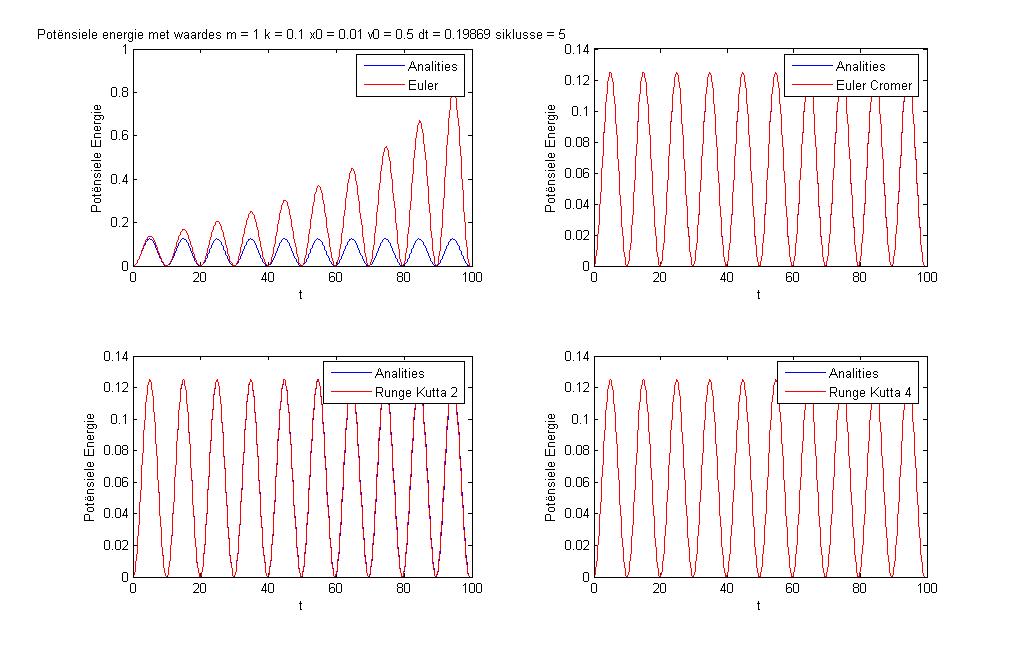 Potënsiele energie met waardes m = 1 k = 0.1 x0 = 0.01 v0 = 0.5 dt = 0.19869 siklusse = 5
1
0.8
0.6
0.4
0.2
0
0 20 40 60 80 100
t
Potënsiele Energie
Analities
Euler
0.14
0.12
0.1
0.08
0.06
0.04
0.02
0
0 20 40 60 80 100
t
Potënsiele Energie
Analities
Euler Cromer
0.14
0.12
0.1
0.08
0.06
0.04
0.02
0
0 20 40 60 80 100
t
Potënsiele Energie
Analities
Runge Kutta 2
0.14
0.12
0.1
0.08
0.06
0.04
0.02
0
0 20 40 60 80 100
t
Potënsiele Energie
Analities
Runge Kutta 4